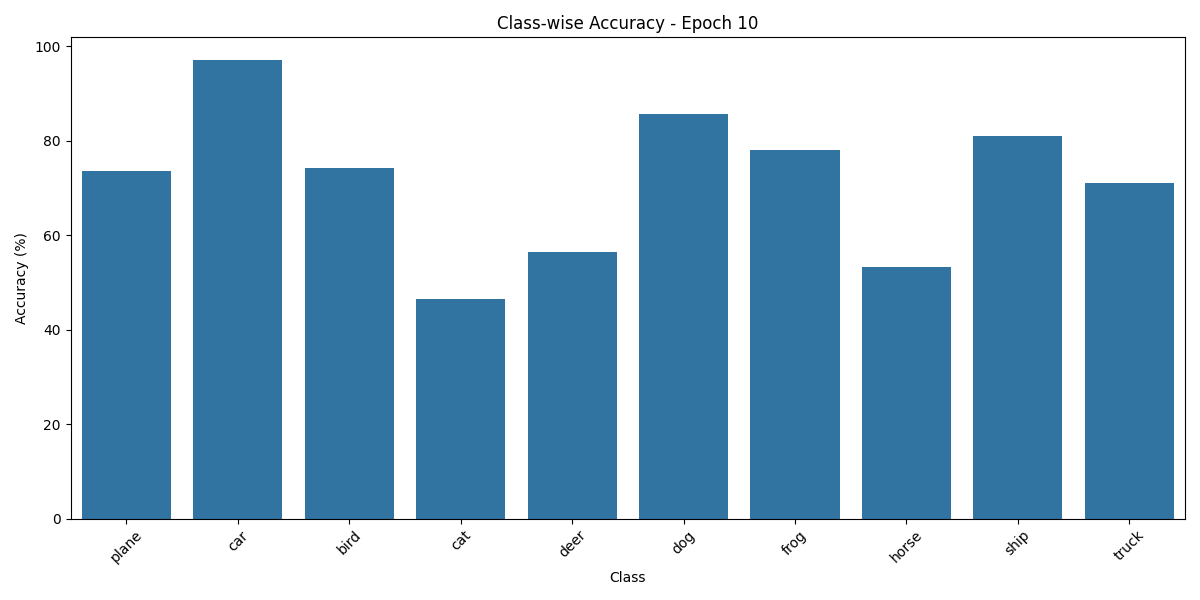 Class-wise Accuracy - Epoch 10
Accuracy (%)
100
80
60
40
20
0
plane
car
bird
cat
deer
dog
frog
horse
ship
truck
Class